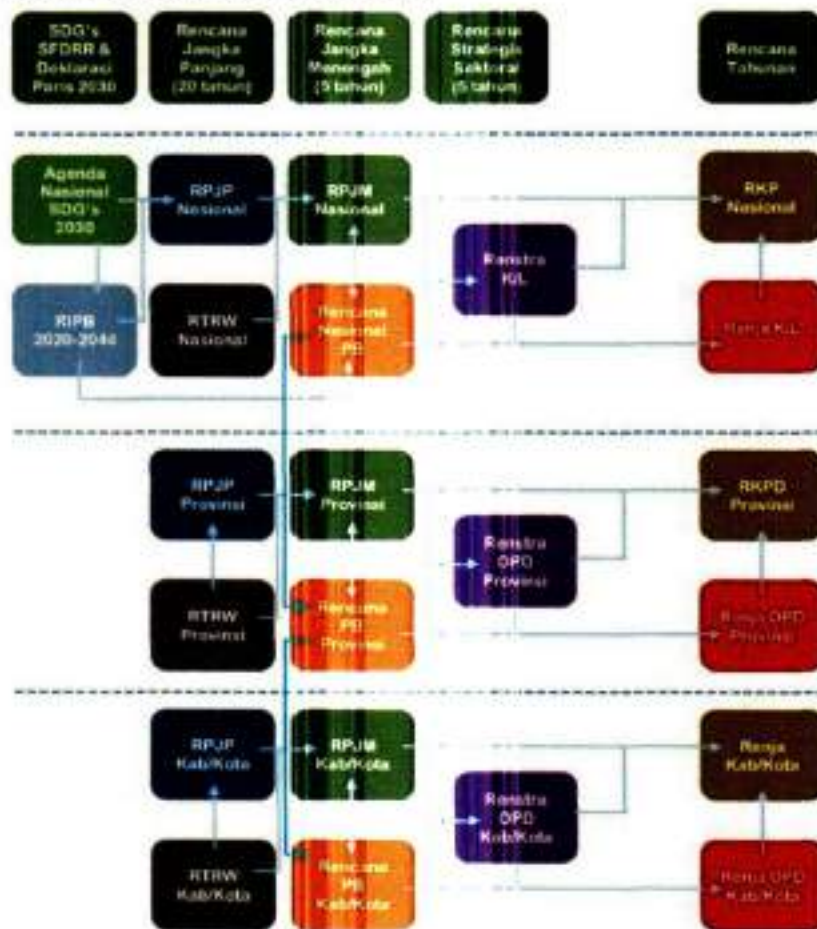 SDG's
SFDRR &
Deklarasi
Paris 2030
Rencana
Jangka
Panjang
(20 tahun)
Rencana
Jangka
Menengah
(5 tahun)
Rencana
Strategis
Sektoral
(5 tahun)
Rencana
Tahunan
Agenda
Nasional
SDG's
2030
RPJP
Nasional
RPJM
Nasional
RKP
Nasional
Renstra
K/L
RIPB
2020-2044
RTRW
Nasional
Rencana
Nasional
PB
Renja K/L
RPJP
Provinsi
RPJM
Provinsi
RKPD
Provinsi
Renstra
OPD
Provinsi
RTRW
Provinsi
Rencana
PB
Provinsi
Renja OPD
Provinsi
RPJP
Kab/Kota
RPJM
Kab/Kota
Renja
Kab/Kota
Renstra
OPD
Kab/Kota
RTRW
Kab/Kota
Rencana
PB
Kab/Kota
Renja OPD
Kab/Kota